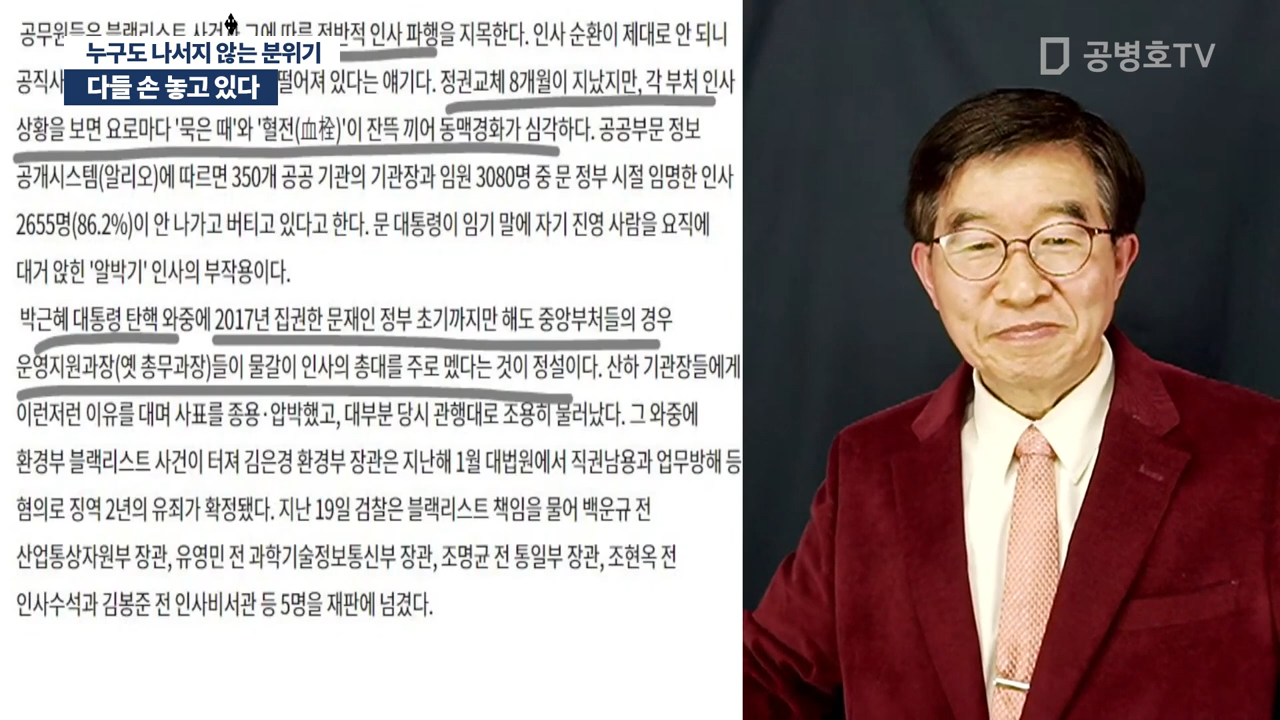 공무원들은 블랙리스트 사건과 그에 따른 전반적 인사 파행을 지목한다. 인사 순환이 제대로 안 되니
누구도 나서지 않는 분위기
다들 손 놓고 있다
공직사 떨어져 있다는 얘기다. 정권교체 8개월이 지났지만, 각 부처 인사
상황을 보면 요로마다 '묵은 때'와 '혈전(血栓)'이 잔뜩 끼어 동맥경화가 심각하다. 공공부문 정보
공개시스템(알리오)에 따르면 350개 공공 기관의 기관장과 임원 3080명 중 문 정부 시절 임명한 인사
2655명(86.2%)이 안 나가고 버티고 있다고 한다. 문 대통령이 임기 말에 자기 진영 사람을 요직에
대거 앉힌 '알박기' 인사의 부작용이다.
박근혜 대통령 탄핵 와중에 2017년 집권한 문재인 정부 초기까지만 해도 중앙부처들의 경우
운영지원과장(옛 총무과장)들이 물갈이 인사의 총대를 주로 멨다는 것이 정설이다. 산하 기관장들에게
이런저런 이유를 대며 사표를 종용·압박했고, 대부분 당시 관행대로 조용히 물러났다. 그 와중에
환경부 블랙리스트 사건이 터져 김은경 환경부 장관은 지난해 1월 대법원에서 직권남용과 업무방해 등
혐의로 징역 2년의 유죄가 확정됐다. 지난 19일 검찰은 블랙리스트 책임을 물어 백운규 전
산업통상자원부 장관, 유영민 전 과학기술정보통신부 장관, 조명균 전 통일부 장관, 조현옥 전
인사수석과 김봉준 전 인사비서관 등 5명을 재판에 넘겼다.
공병호TV